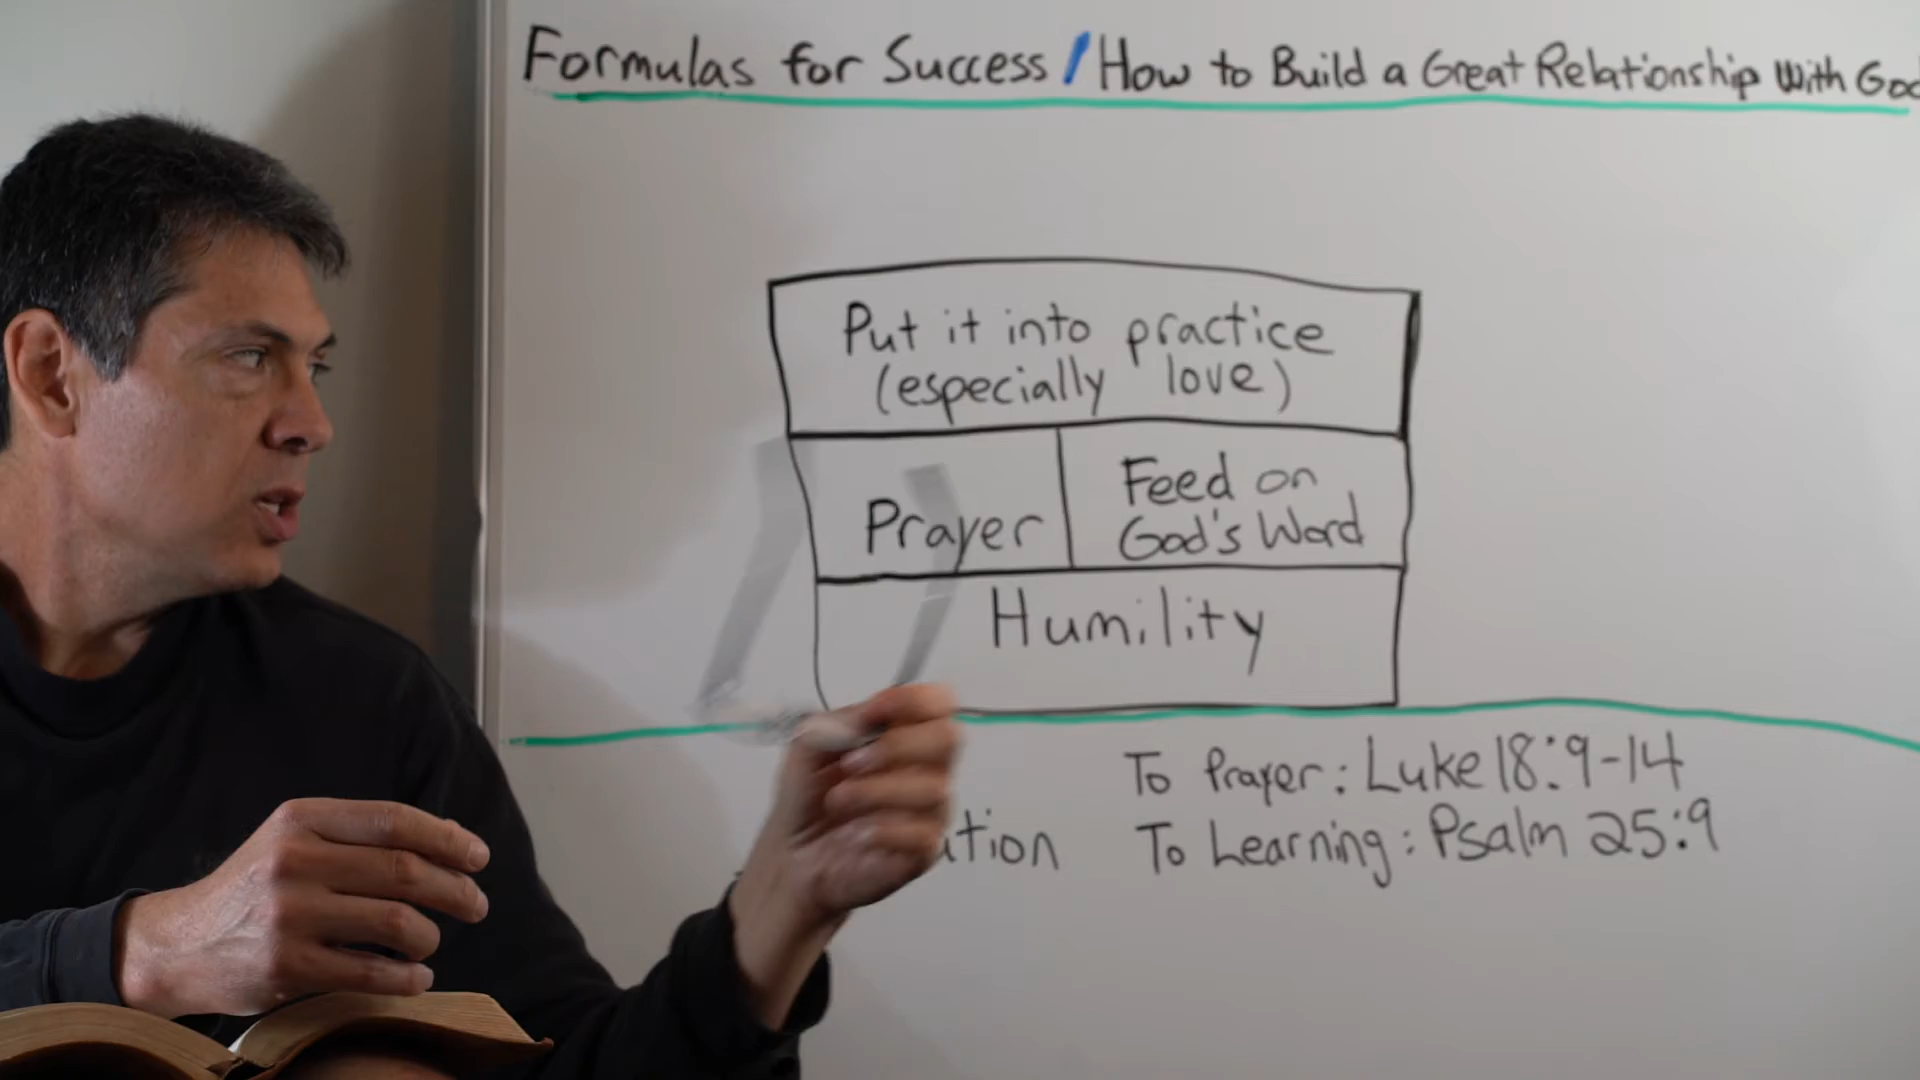 Formulas for Success / How to Build a Great Relationship With God
Put it into practice
(especially love)
Prayer
Feed on
God's Word
Humility
To Prayer: Luke 18:9-14
To Learning: Psalm 25:9